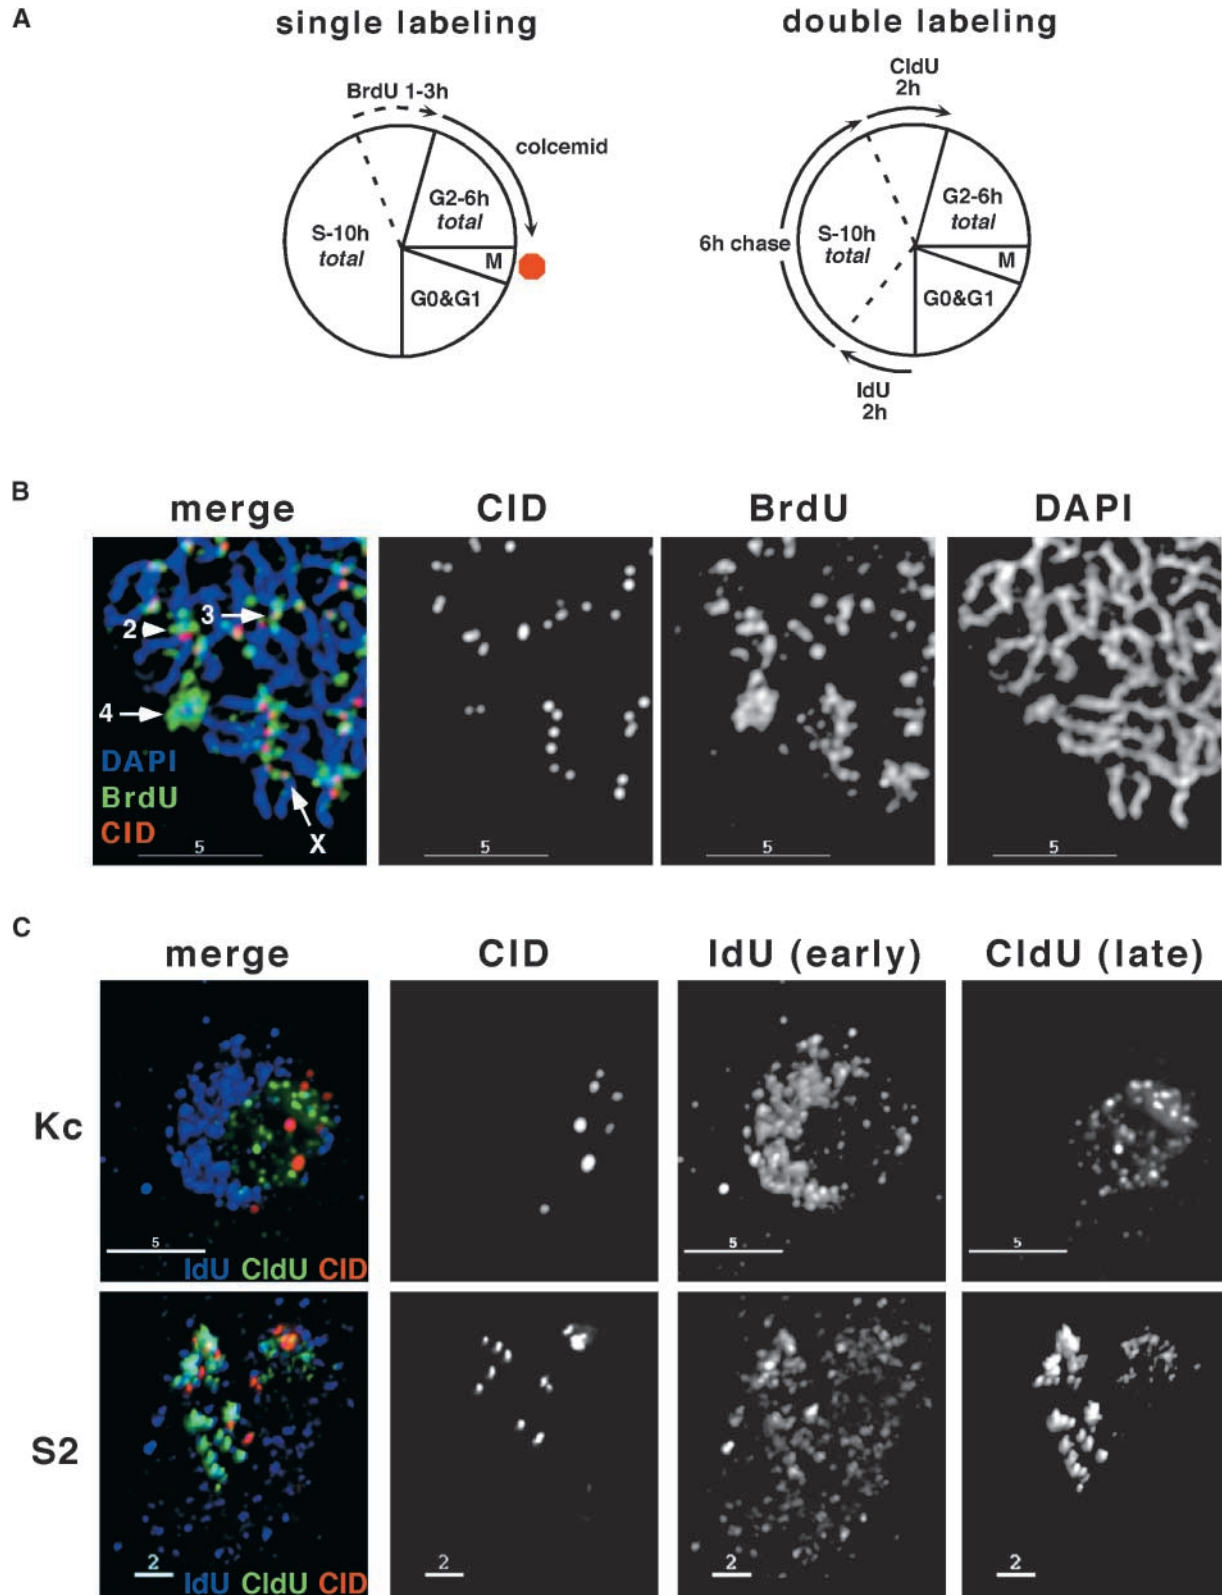 A
single labeling
double labeling
BrdU 1-3h
colcemid
S-10h
total
G2-6h
total
M
G0&G1
CldU
2h
6h chase
S-10h
total
G2-6h
total
M
G0&G1
IdU
2h
B
merge
CID
BrdU
DAPI
2
3
4
X
DAPI
BrdU
CID
5
5
5
5
C
merge
CID
IdU (early)
CldU (late)
Kc
5
IdU CldU CID
5
5
S2
2
IdU CldU CID
2
2
2